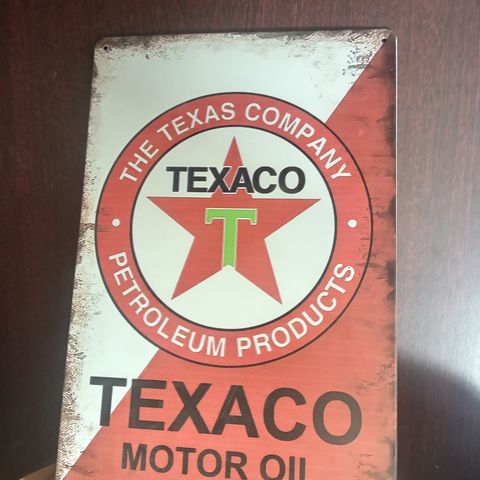 THE TEXAS COMPANY
TEXACO
T
PETROLEUM PRODUCTS
TEXACO
MOTOR OIL